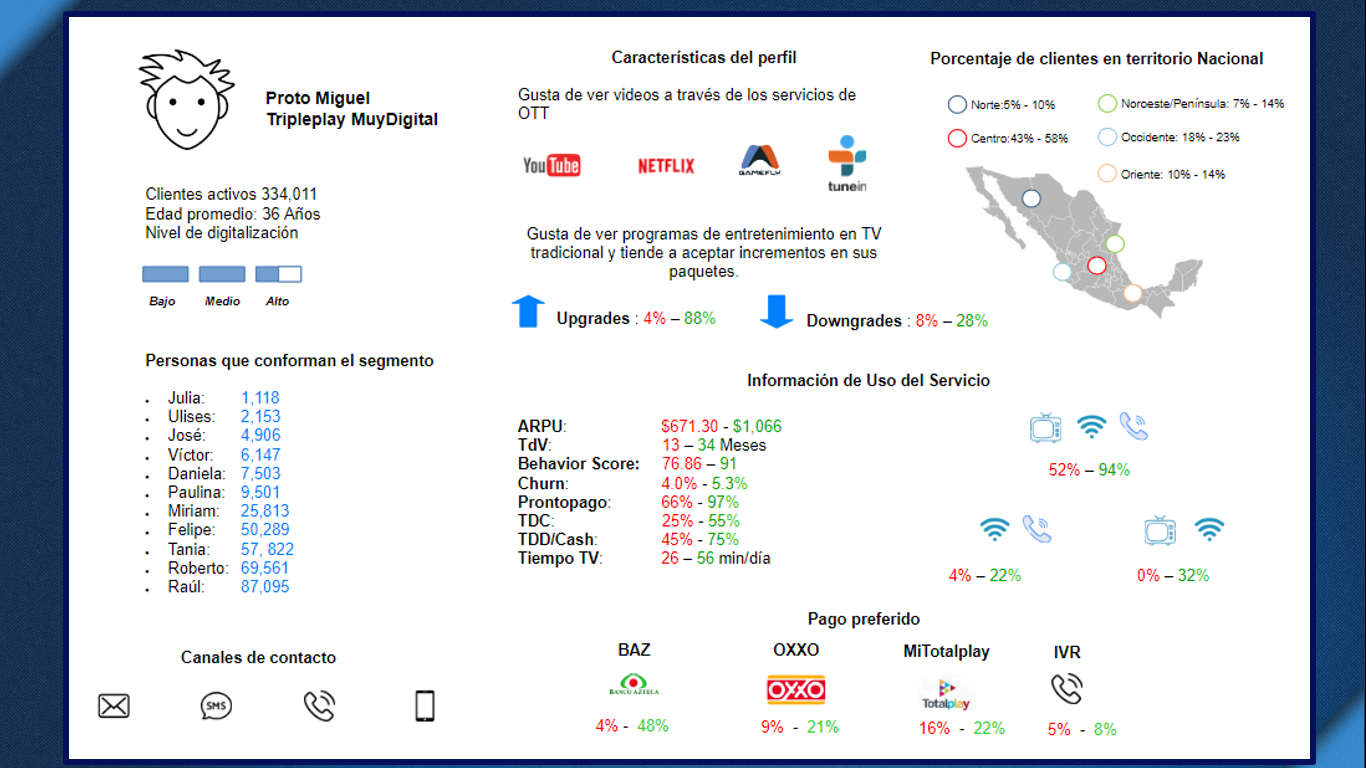 Proto Miguel
Tripleplay MuyDigital
Clientes activos 334,011
Edad promedio: 36 Años
Nivel de digitalización
Bajo Medio Alto
Personas que conforman el segmento
Julia: 1,118
Ulises: 2,153
José: 4,906
Víctor: 6,147
Daniela: 7,503
Paulina: 9,501
Miriam: 25,813
Felipe: 50,289
Tania: 57, 822
Roberto: 69,561
Raúl: 87,095
Canales de contacto
SMS
Características del perfil
Gusta de ver videos a través de los servicios de
OTT
YouTube NETFLIX GAMEFLY tunein
Gusta de ver programas de entretenimiento en TV
tradicional y tiende a aceptar incrementos en sus
paquetes.
Upgrades : 4% – 88% Downgrades : 8% – 28%
Porcentaje de clientes en territorio Nacional
Norte:5% - 10% Noroeste/Península: 7% - 14%
Centro:43% - 58% Occidente: 18% - 23%
Oriente: 10% - 14%
Información de Uso del Servicio
ARPU: $671.30 - $1,066
TdV: 13 – 34 Meses
Behavior Score: 76.86 – 91
Churn: 4.0% - 5.3%
Prontopago: 66% - 97%
TDC: 25% - 55%
TDD/Cash: 45% - 75%
Tiempo TV: 26 – 56 min/día
52% – 94%
4% – 22% 0% – 32%
Pago preferido
BAZ OXXO MiTotalplay IVR
BANCO AZTECA OXXO Totalplay
4% - 48% 9% - 21% 16% - 22% 5% - 8%